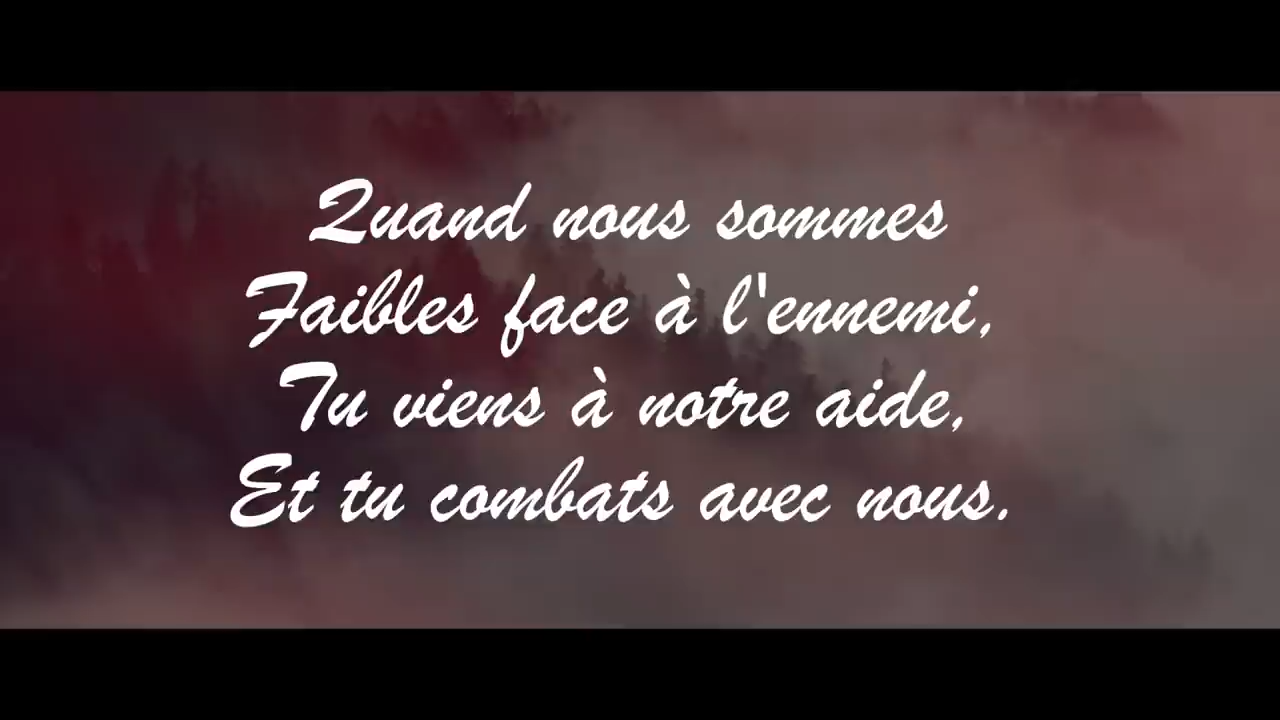 Quand nous sommes
Faibles face à l'ennemi,
Tu viens à notre aide,
Et tu combats avec nous.